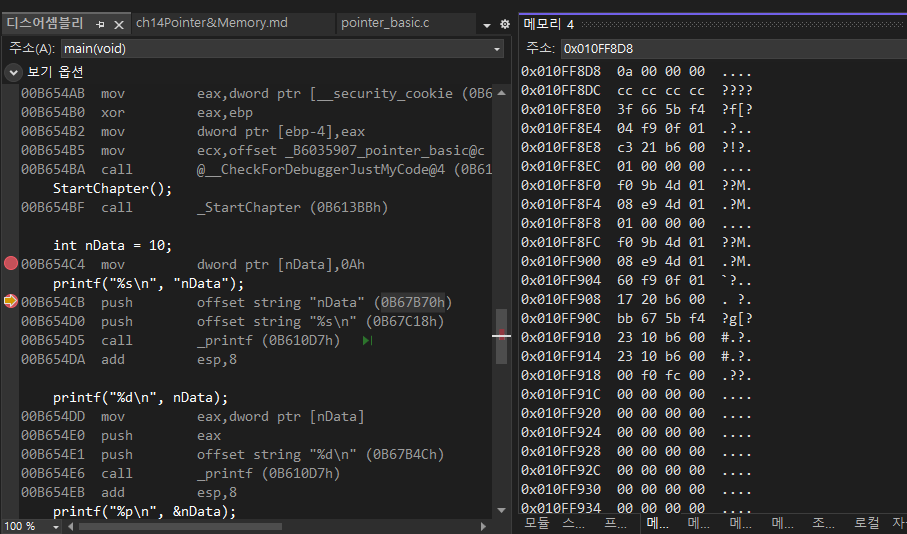 디스어셈블리
ch14Pointer&Memory.md
pointer_basic.c
주소(A): main(void)
보기 옵션
00B654AB mov eax,dword ptr [__security_cookie (0B6
00B654B0 xor eax,ebp
00B654B2 mov dword ptr [ebp-4],eax
00B654B5 mov ecx,offset _B6035907_pointer_basic@c
00B654BA call @__CheckForDebuggerJustMyCode@4 (0B61
StartChapter();
00B654BF call _StartChapter (0B613BBh)
int nData = 10;
00B654C4 mov dword ptr [nData],0Ah
printf("%s\n", "nData");
00B654CB push offset string "nData" (0B67B70h)
00B654D0 push offset string "%s\n" (0B67C18h)
00B654D5 call _printf (0B610D7h)
00B654DA add esp,8
printf("%d\n", nData);
00B654DD mov eax,dword ptr [nData]
00B654E0 push eax
00B654E1 push offset string "%d\n" (0B67B4Ch)
00B654E6 call _printf (0B610D7h)
00B654EB add esp,8
printf("%p\n", &nData);
100 %
메모리 4
주소: 0x010FF8D8
0x010FF8D8 0a 00 00 00 ....
0x010FF8DC cc cc cc cc ????
0x010FF8E0 3f 66 5b f4 ?f[?
0x010FF8E4 04 f9 0f 01 .?..
0x010FF8E8 c3 21 b6 00 ?!?.
0x010FF8EC 01 00 00 00 ....
0x010FF8F0 f0 9b 4d 01 ??M.
0x010FF8F4 08 e9 4d 01 .?M.
0x010FF8F8 01 00 00 00 ....
0x010FF8FC f0 9b 4d 01 ??M.
0x010FF900 08 e9 4d 01 .?M.
0x010FF904 60 f9 0f 01 `?..
0x010FF908 17 20 b6 00 . ?.
0x010FF90C bb 67 5b f4 ?g[?
0x010FF910 23 10 b6 00 #.?.
0x010FF914 23 10 b6 00 #.?.
0x010FF918 00 f0 fc 00 .??.
0x010FF91C 00 00 00 00 ....
0x010FF920 00 00 00 00 ....
0x010FF924 00 00 00 00 ....
0x010FF928 00 00 00 00 ....
0x010FF92C 00 00 00 00 ....
0x010FF930 00 00 00 00 ....
0x010FF934 00 00 00 00 ....
모듈 스... 프... 메... 메... 메... 메... 조... 로컬 자